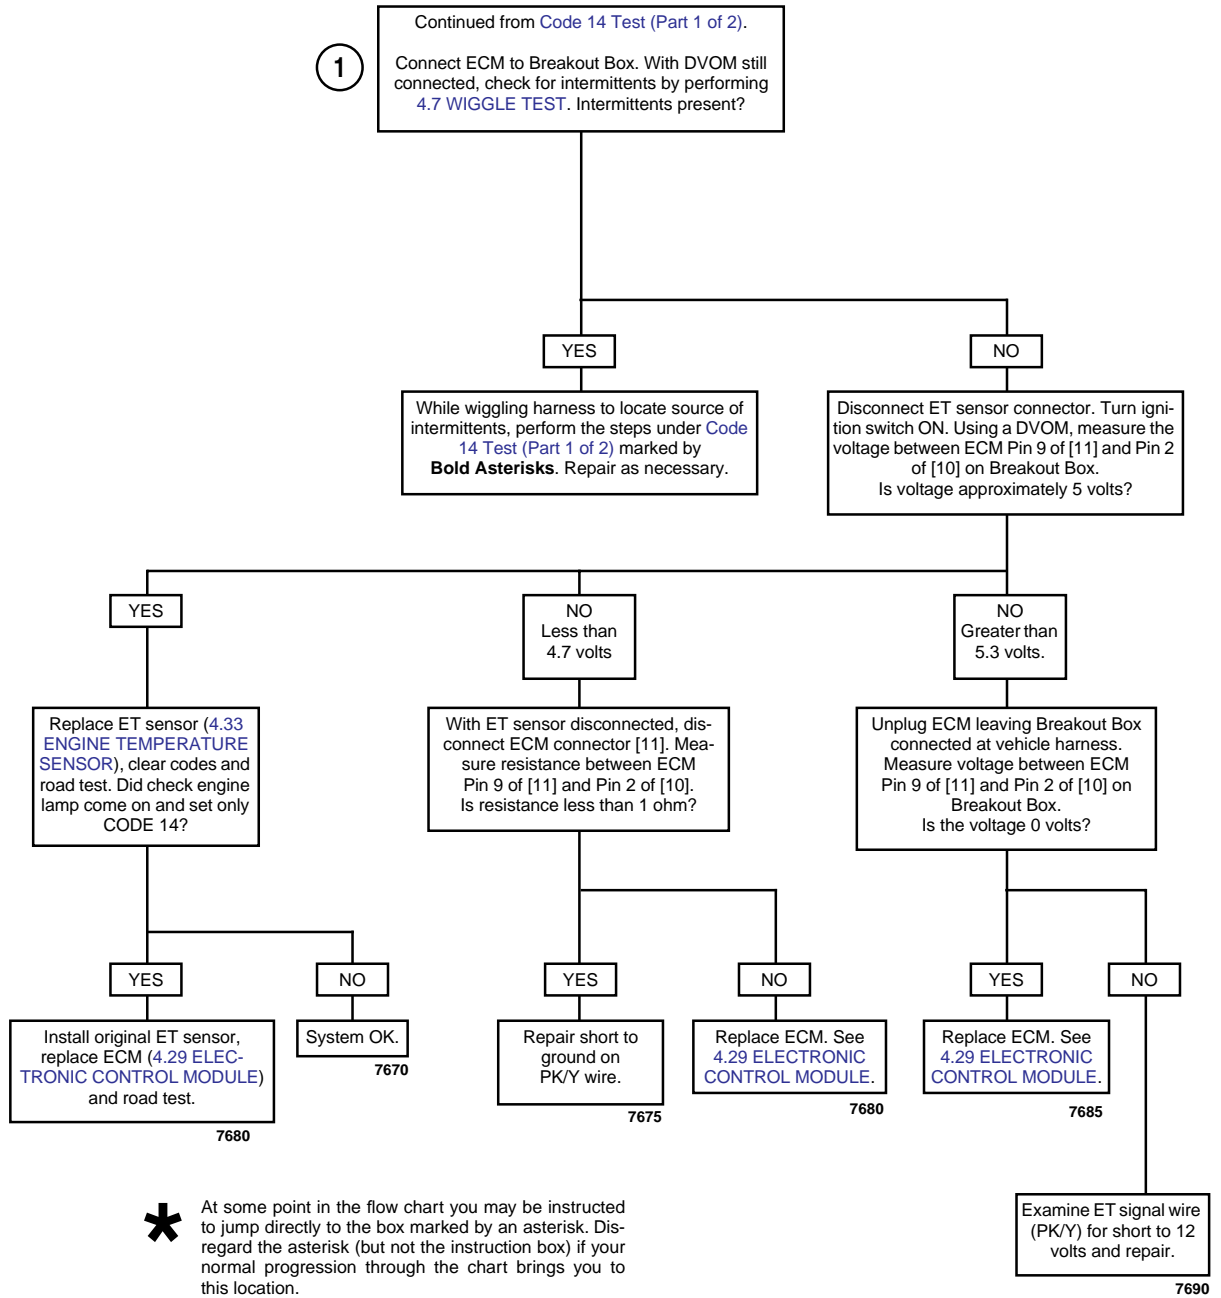 Continued from Code 14 Test (Part 1 of 2).
1
Connect ECM to Breakout Box. With DVOM still
connected, check for intermittents by performing
4.7 WIGGLE TEST. Intermittents present?
YES
NO
While wiggling harness to locate source of
intermittents, perform the steps under Code
14 Test (Part 1 of 2) marked by
Bold Asterisks. Repair as necessary.
Disconnect ET sensor connector. Turn igni-
tion switch ON. Using a DVOM, measure the
voltage between ECM Pin 9 of [11] and Pin 2
of [10] on Breakout Box.
Is voltage approximately 5 volts?
YES
NO
Less than
4.7 volts
NO
Greater than
5.3 volts.
Replace ET sensor (4.33
ENGINE TEMPERATURE
SENSOR), clear codes and
road test. Did check engine
lamp come on and set only
CODE 14?
With ET sensor disconnected, dis-
connect ECM connector [11]. Mea-
sure resistance between ECM
Pin 9 of [11] and Pin 2 of [10].
Is resistance less than 1 ohm?
Unplug ECM leaving Breakout Box
connected at vehicle harness.
Measure voltage between ECM
Pin 9 of [11] and Pin 2 of [10] on
Breakout Box.
Is the voltage 0 volts?
YES
NO
YES
NO
YES
NO
Install original ET sensor,
replace ECM (4.29 ELEC-
TRONIC CONTROL MODULE)
and road test.
7680
System OK.
7670
Repair short to
ground on
PK/Y wire.
7675
Replace ECM. See
4.29 ELECTRONIC
CONTROL MODULE.
7680
Replace ECM. See
4.29 ELECTRONIC
CONTROL MODULE.
7685
Examine ET signal wire
(PK/Y) for short to 12
volts and repair.
7690
* At some point in the flow chart you may be instructed
to jump directly to the box marked by an asterisk. Dis-
regard the asterisk (but not the instruction box) if your
normal progression through the chart brings you to
this location.